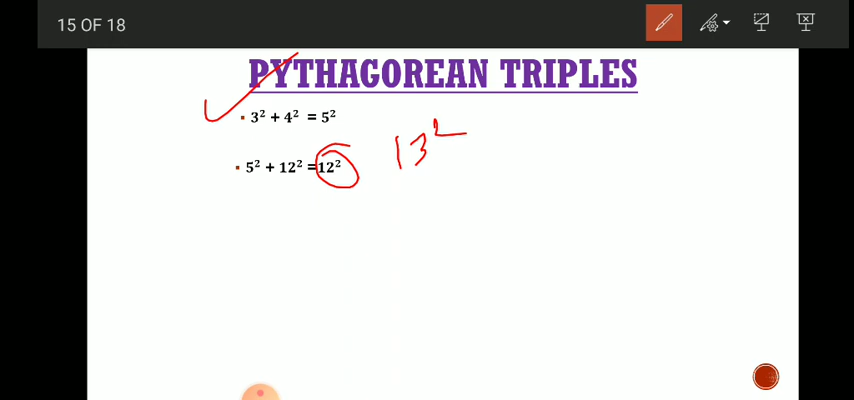 15 OF 18
PYTHAGOREAN TRIPLES
▪ 3² + 4² = 5²
13²
▪ 5² + 12² =12²